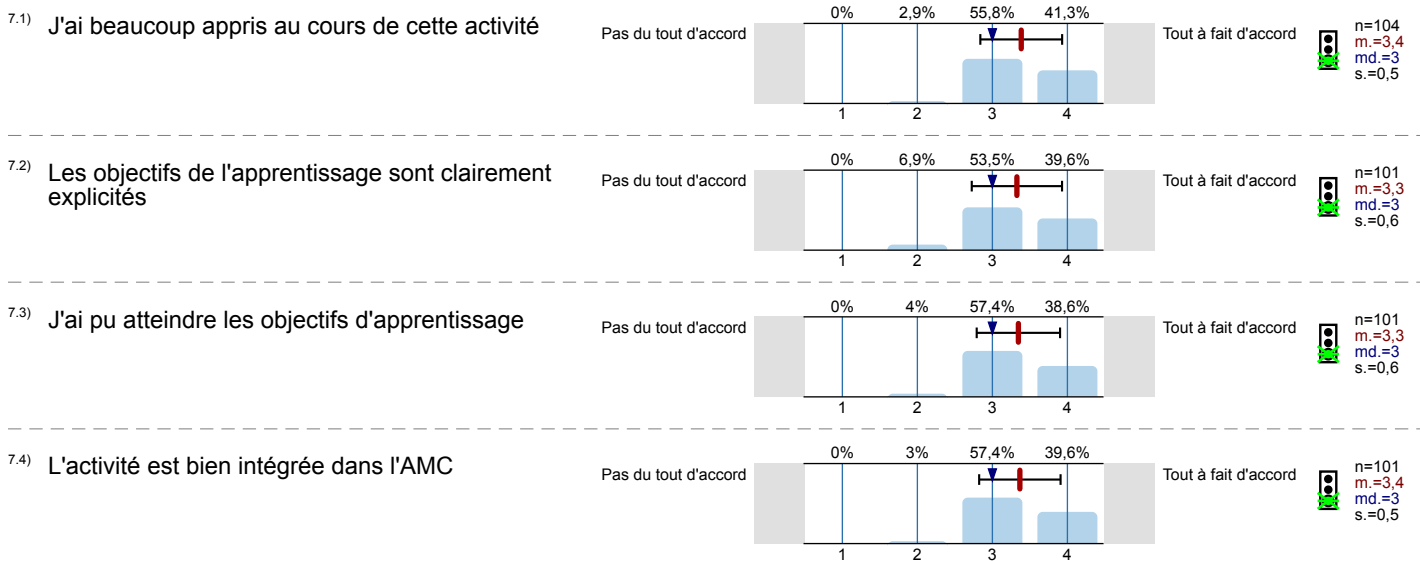 7.1) J'ai beaucoup appris au cours de cette activité
Pas du tout d'accord
0% 2,9% 55,8% 41,3%
1 2 3 4
Tout à fait d'accord
n=104
m.=3,4
md.=3
s.=0,5
7.2) Les objectifs de l'apprentissage sont clairement
explicités
Pas du tout d'accord
0% 6,9% 53,5% 39,6%
1 2 3 4
Tout à fait d'accord
n=101
m.=3,3
md.=3
s.=0,6
7.3) J'ai pu atteindre les objectifs d'apprentissage
Pas du tout d'accord
0% 4% 57,4% 38,6%
1 2 3 4
Tout à fait d'accord
n=101
m.=3,3
md.=3
s.=0,6
7.4) L'activité est bien intégrée dans l'AMC
Pas du tout d'accord
0% 3% 57,4% 39,6%
1 2 3 4
Tout à fait d'accord
n=101
m.=3,4
md.=3
s.=0,5